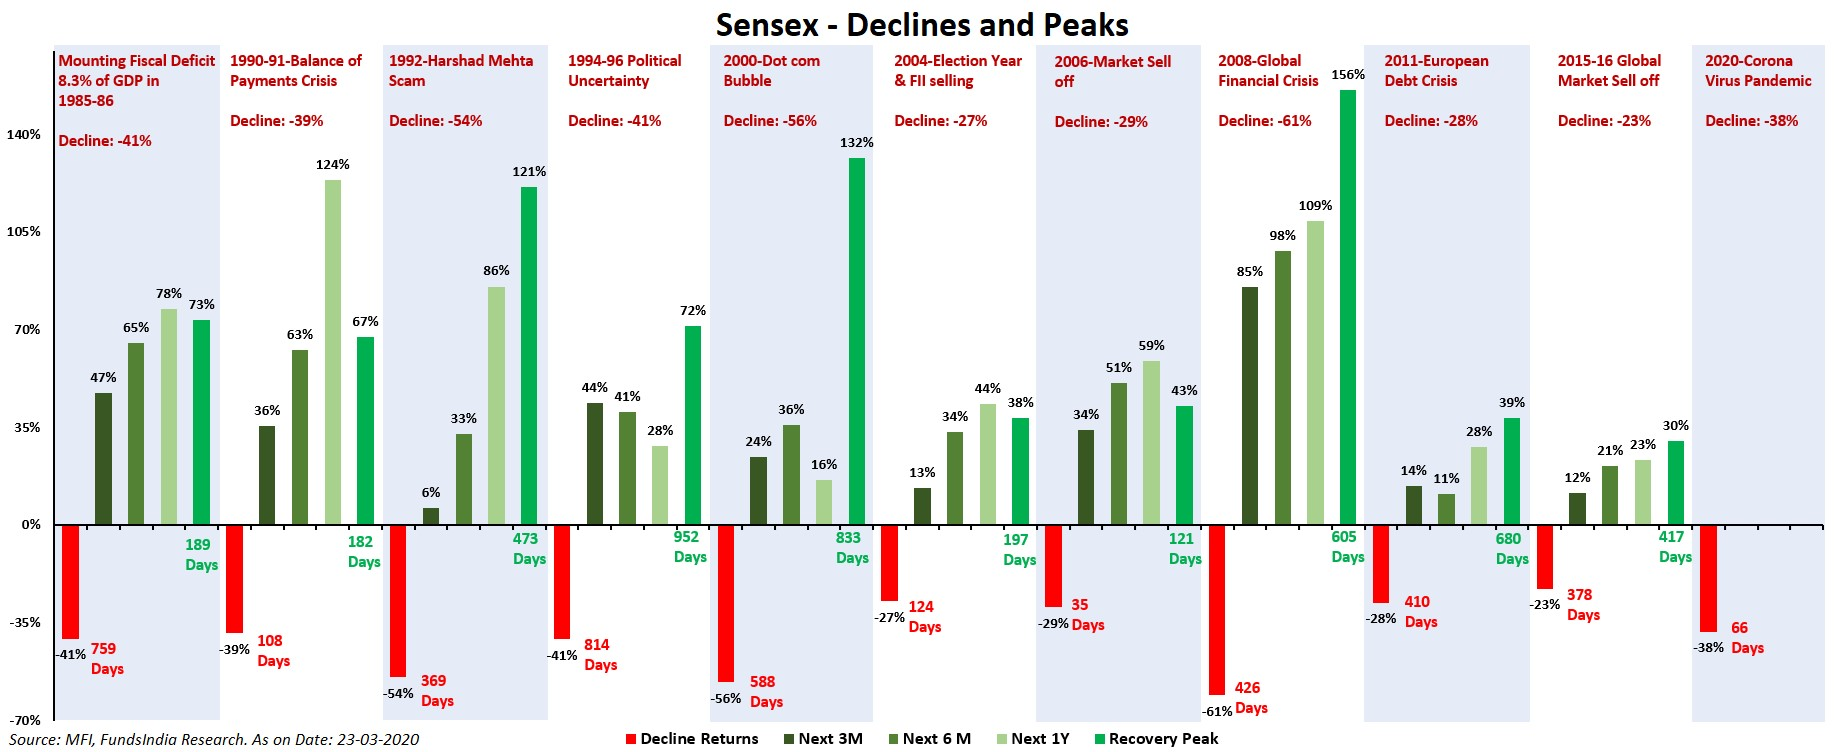 Sensex - Declines and Peaks
Mounting Fiscal Deficit
8.3% of GDP in
1985-86
Decline: -41%
1990-91-Balance of
Payments Crisis
Decline: -39%
1992-Harshad Mehta
Scam
Decline: -54%
1994-96 Political
Uncertainty
Decline: -41%
2000-Dot com
Bubble
Decline: -56%
2004-Election Year
& FII selling
Decline: -27%
2006-Market Sell
off
Decline: -29%
2008-Global
Financial Crisis
Decline: -61%
2011-European
Debt Crisis
Decline: -28%
2015-16 Global
Market Sell off
Decline: -23%
2020-Corona
Virus Pandemic
Decline: -38%
140%
105%
70%
35%
0%
-35%
-70%
-41%
759
Days
47%
65%
78%
73%
189
Days
-39%
108
Days
36%
63%
124%
67%
182
Days
-54%
369
Days
6%
33%
86%
121%
473
Days
-41%
814
Days
44%
41%
28%
72%
952
Days
-56%
588
Days
24%
36%
16%
132%
833
Days
-27%
124
Days
13%
34%
44%
38%
197
Days
-29%
35
Days
34%
51%
59%
43%
121
Days
-61%
426
Days
85%
98%
109%
156%
605
Days
-28%
410
Days
14%
11%
28%
39%
680
Days
-23%
378
Days
12%
21%
23%
30%
417
Days
-38%
66
Days
Source: MFI, FundsIndia Research. As on Date: 23-03-2020
Decline Returns
Next 3M
Next 6 M
Next 1Y
Recovery Peak